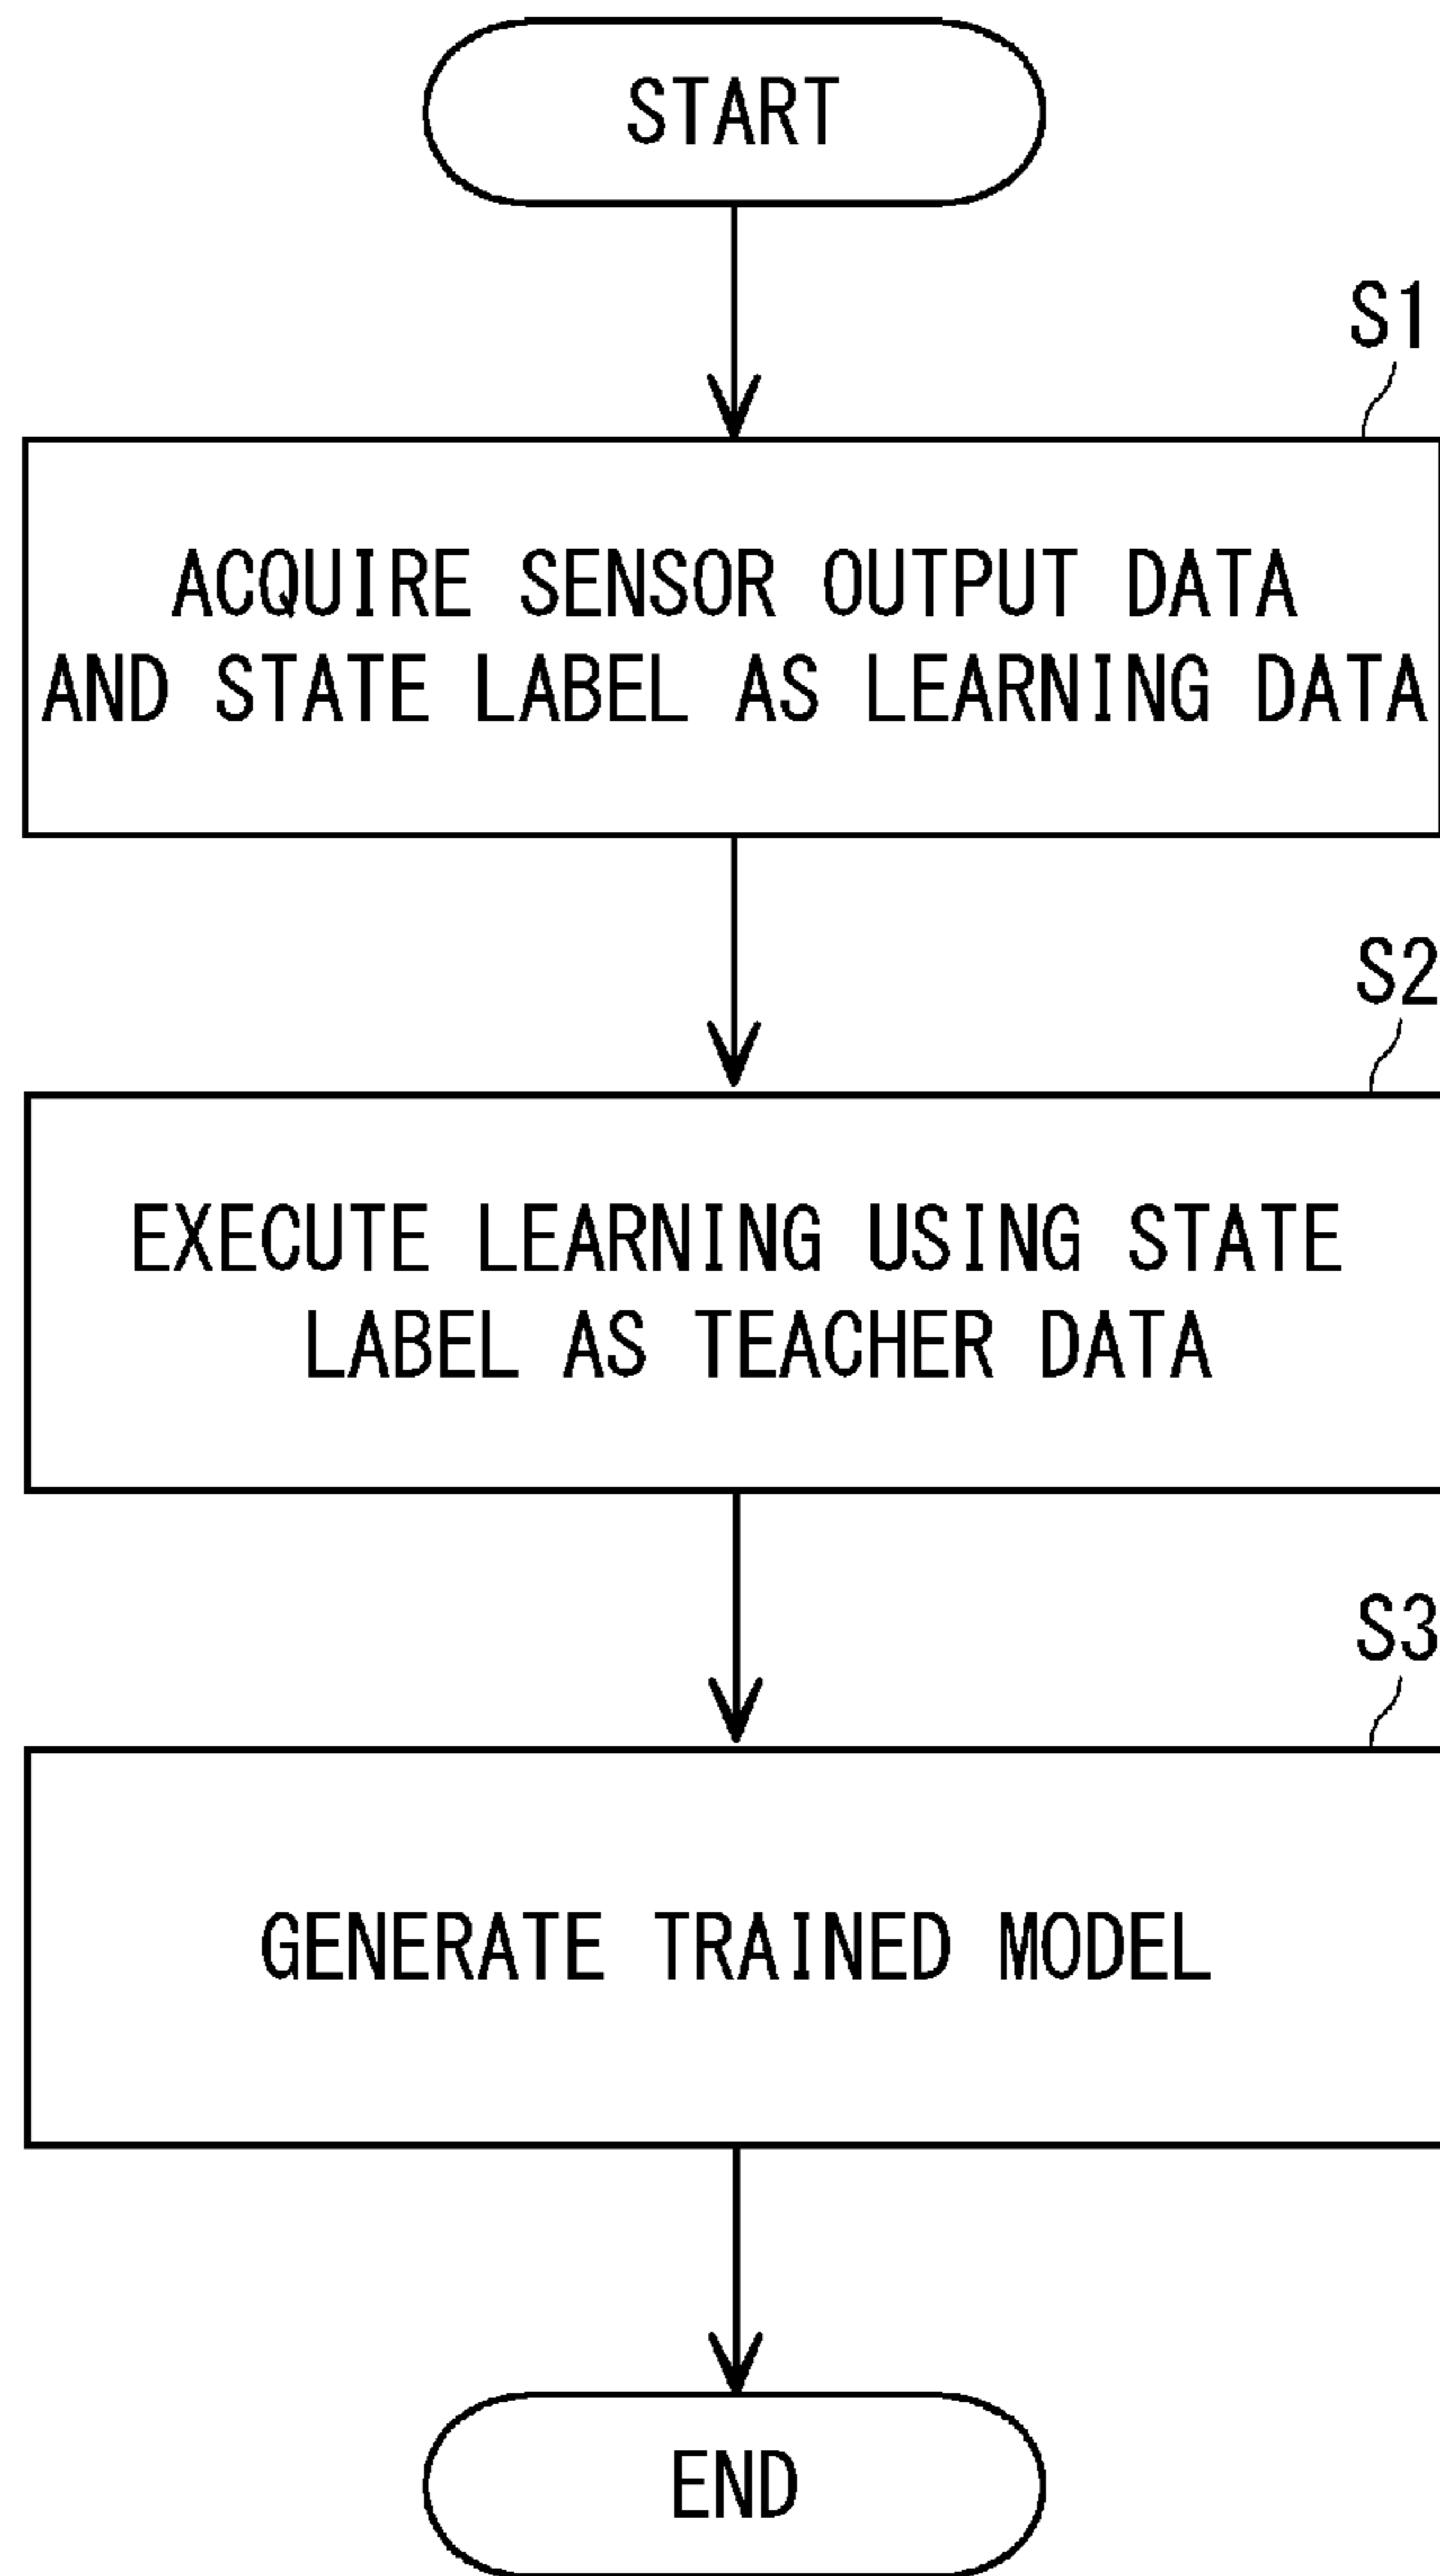 START
S1
ACQUIRE SENSOR OUTPUT DATA
AND STATE LABEL AS LEARNING DATA
S2
EXECUTE LEARNING USING STATE
LABEL AS TEACHER DATA
S3
GENERATE TRAINED MODEL
END